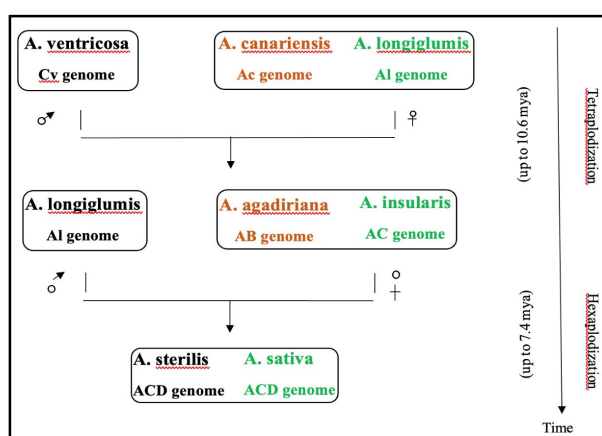 A. ventricosa
Cv genome
A. canariensis A. longiglumis
Ac genome Al genome
♂ ♀
(up to 10.6 mya)
Tetraplodization
A. longiglumis
Al genome
A. agadiriana A. insularis
AB genome AC genome
♂ ♀
(up to 7.4 mya)
Hexaplodization
A. sterilis A. sativa
ACD genome ACD genome
Time